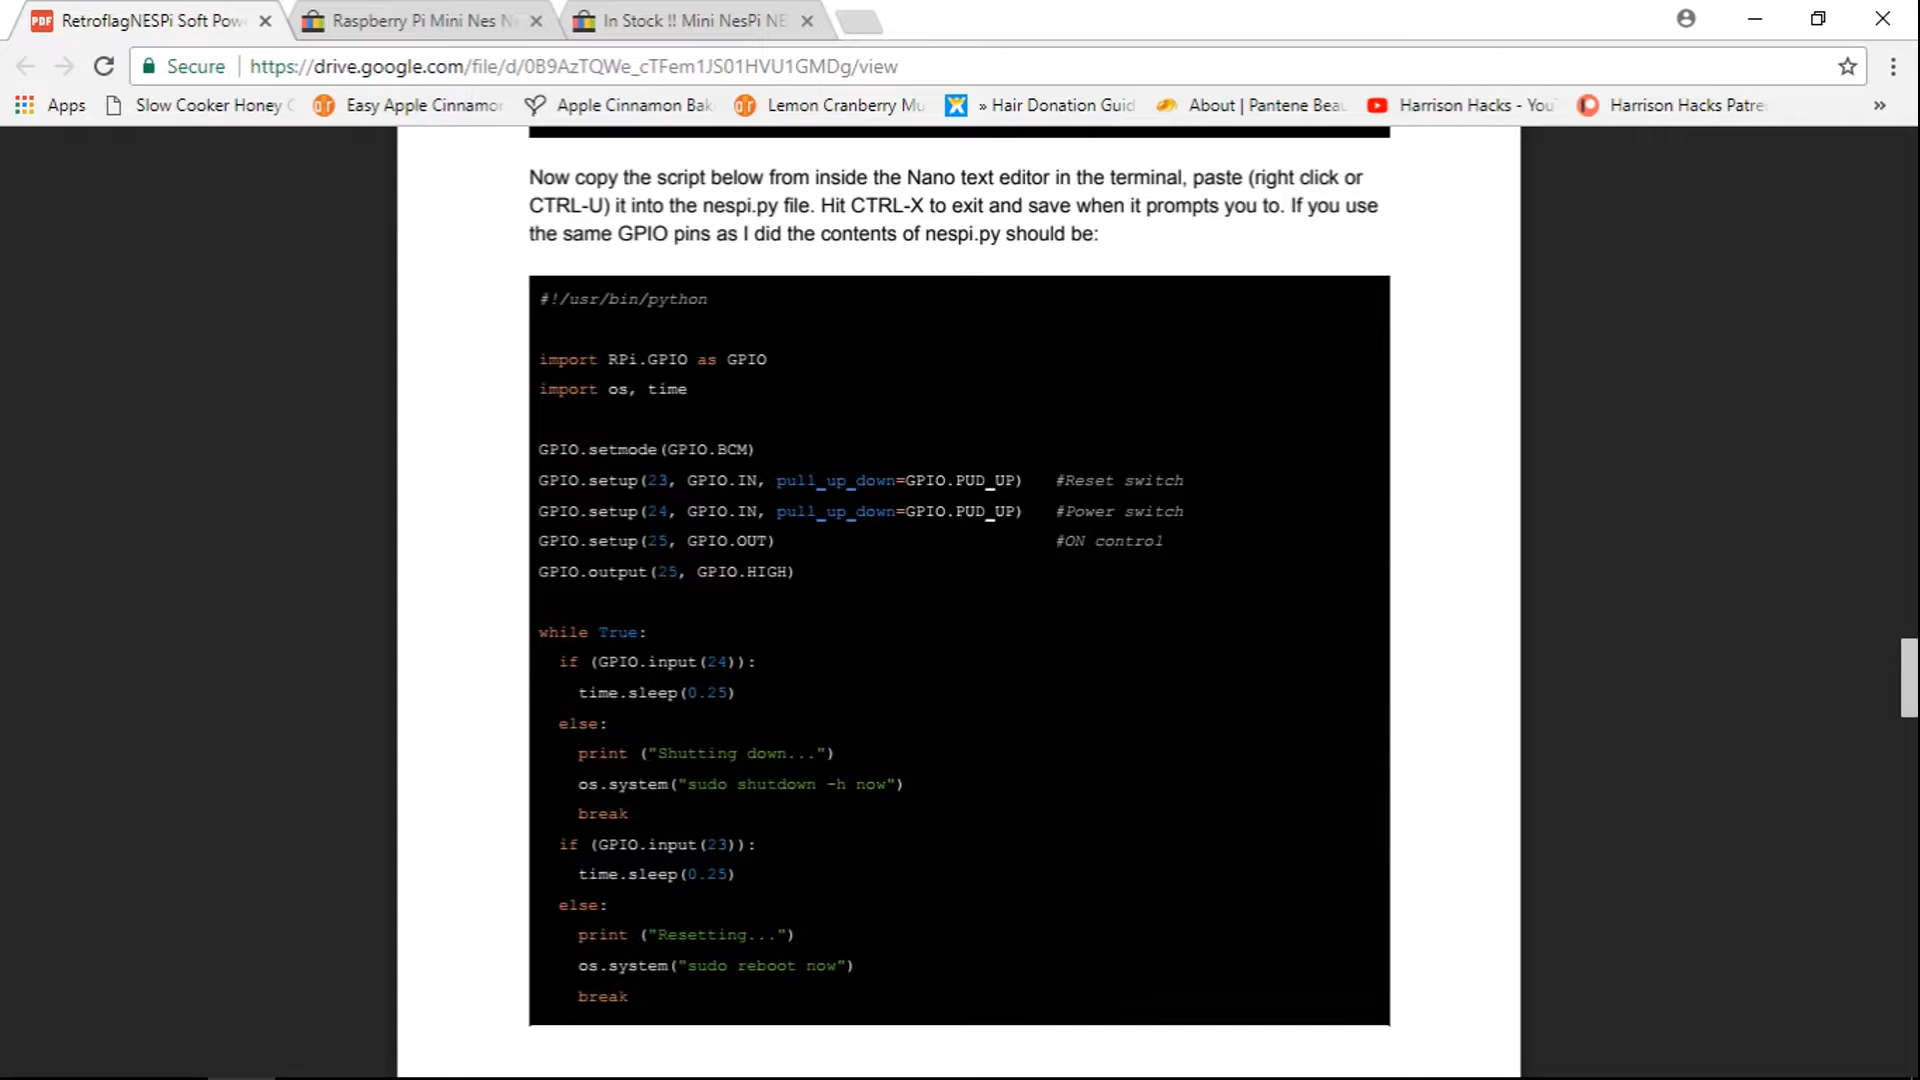 RetroflagNESPi Soft Pow
Raspberry Pi Mini Nes N
In Stock !! Mini NesPi NE
Secure
https://drive.google.com/file/d/0B9AzTQWe_cTFem1JS01HVU1GMDg/view
Apps
Slow Cooker Honey
Easy Apple Cinnamon
Apple Cinnamon Bak
Lemon Cranberry Mu
» Hair Donation Guid
About | Pantene Beau
Harrison Hacks - You
Harrison Hacks Patre
»
Now copy the script below from inside the Nano text editor in the terminal, paste (right click or
CTRL-U) it into the nespi.py file. Hit CTRL-X to exit and save when it prompts you to. If you use
the same GPIO pins as I did the contents of nespi.py should be:
#!/usr/bin/python
import RPi.GPIO as GPIO
import os, time
GPIO.setmode(GPIO.BCM)
GPIO.setup(23, GPIO.IN, pull_up_down=GPIO.PUD_UP) #Reset switch
GPIO.setup(24, GPIO.IN, pull_up_down=GPIO.PUD_UP) #Power switch
GPIO.setup(25, GPIO.OUT) #ON control
GPIO.output(25, GPIO.HIGH)
while True:
if (GPIO.input(24)):
time.sleep(0.25)
else:
print ("Shutting down...")
os.system("sudo shutdown -h now")
break
if (GPIO.input(23)):
time.sleep(0.25)
else:
print ("Resetting...")
os.system("sudo reboot now")
break